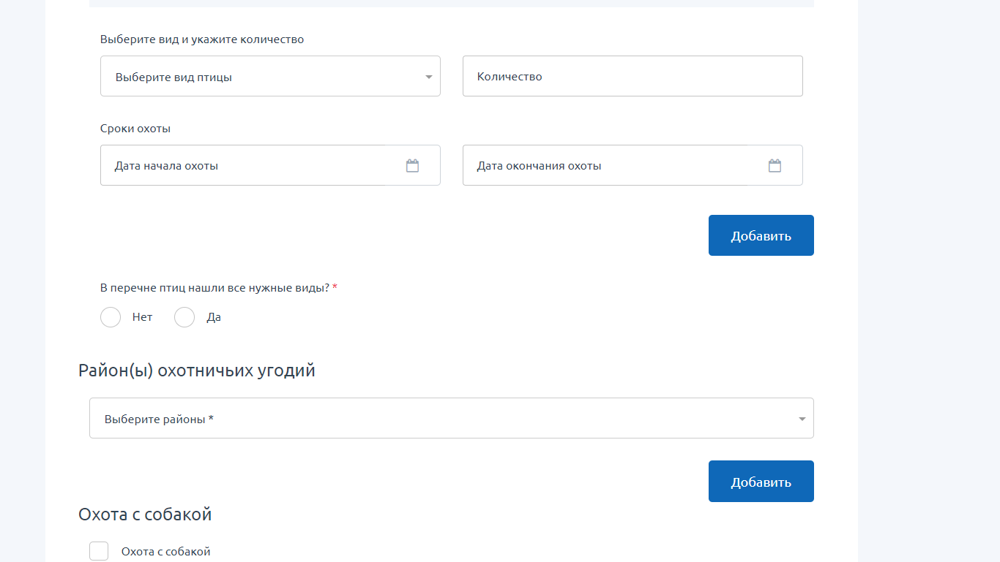 Выберите вид и укажите количество
Выберите вид птицы
Количество
Сроки охоты
Дата начала охоты
Дата окончания охоты
Добавить
В перечне птиц нашли все нужные виды? *
Нет
Да
Район(ы) охотничьих угодий
Выберите районы *
Добавить
Охота с собакой
Охота с собакой